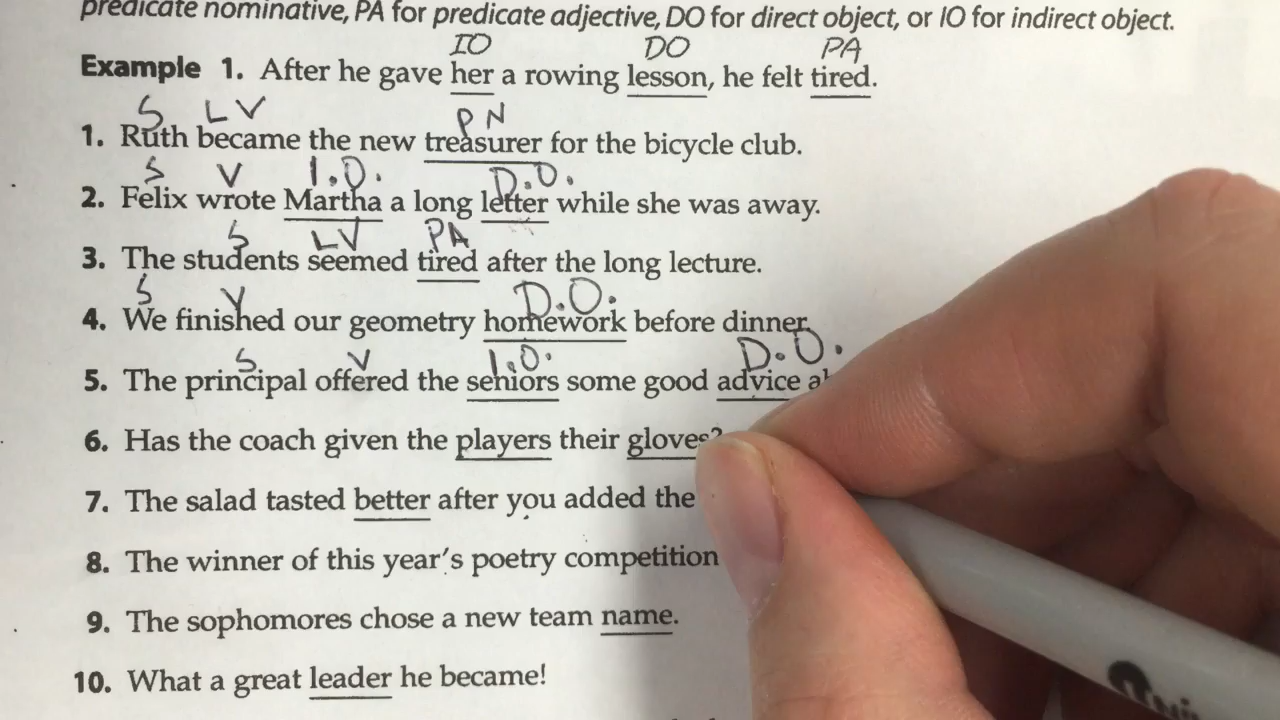 predicate nominative, PA for predicate adjective, DO for direct object, or IO for indirect object.
IO DO PA
Example 1. After he gave her a rowing lesson, he felt tired.
S LV PN
1. Ruth became the new treasurer for the bicycle club.
S V I.O. D.O.
2. Felix wrote Martha a long letter while she was away.
S LV PA
3. The students seemed tired after the long lecture.
S V D.O.
4. We finished our geometry homework before dinner.
S V I.O. D.O.
5. The principal offered the seniors some good advice
6. Has the coach given the players their gloves?
7. The salad tasted better after you added the
8. The winner of this year's poetry competition
9. The sophomores chose a new team name.
10. What a great leader he became!